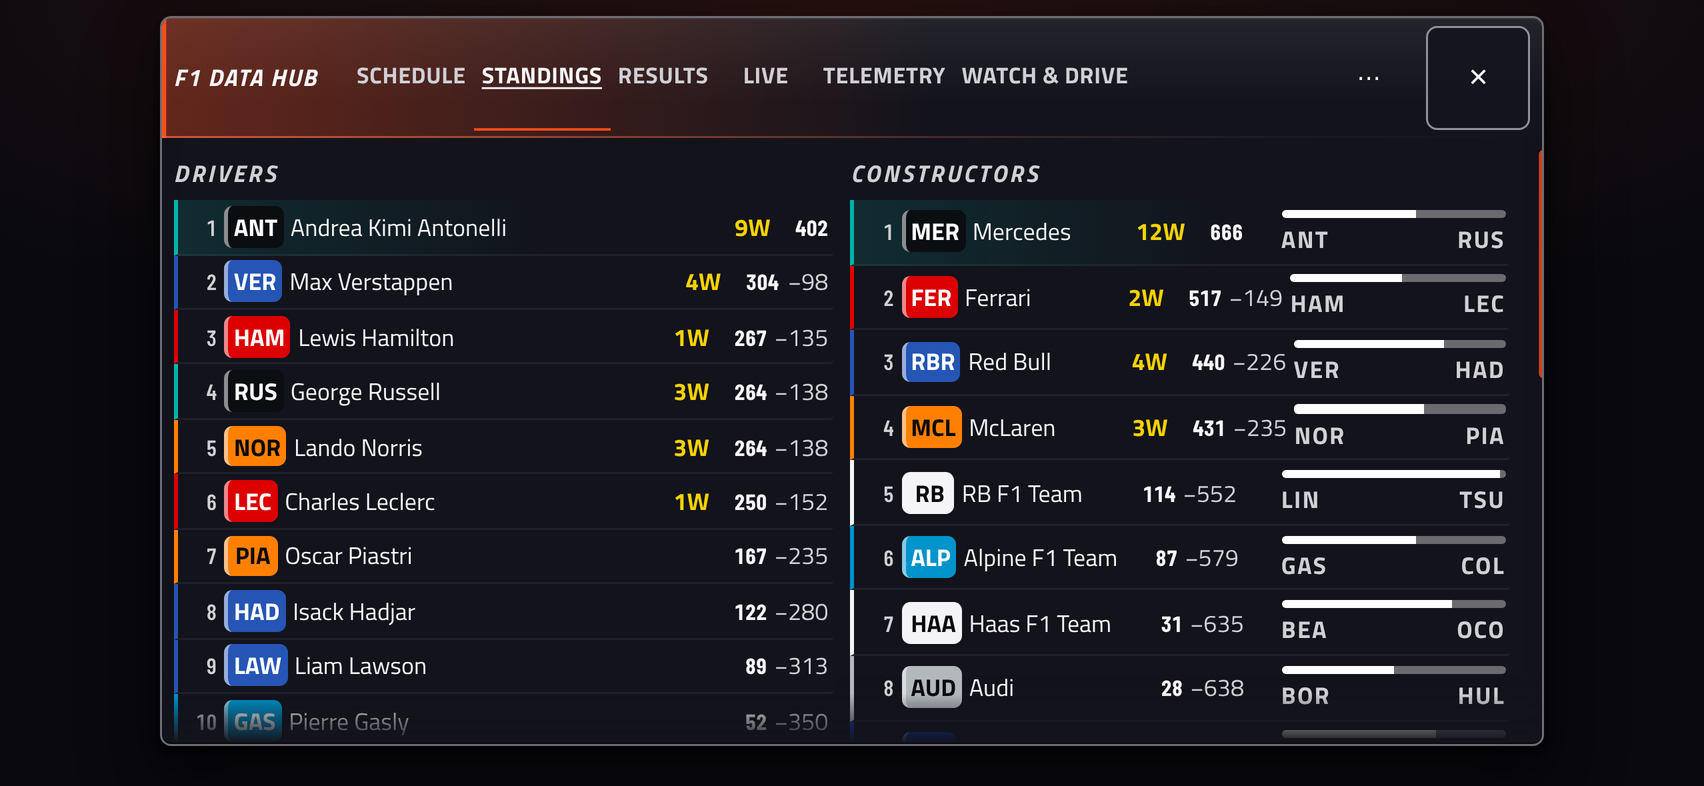 F1 DATA HUB SCHEDULE STANDINGS RESULTS LIVE TELEMETRY WATCH & DRIVE ... ×
DRIVERS
1 ANT Andrea Kimi Antonelli 9W 402
2 VER Max Verstappen 4W 304 –98
3 HAM Lewis Hamilton 1W 267 –135
4 RUS George Russell 3W 264 –138
5 NOR Lando Norris 3W 264 –138
6 LEC Charles Leclerc 1W 250 –152
7 PIA Oscar Piastri 167 –235
8 HAD Isack Hadjar 122 –280
9 LAW Liam Lawson 89 –313
10 GAS Pierre Gasly 52 –350
CONSTRUCTORS
1 MER Mercedes 12W 666 ANT RUS
2 FER Ferrari 2W 517 –149 HAM LEC
3 RBR Red Bull 4W 440 –226 VER HAD
4 MCL McLaren 3W 431 –235 NOR PIA
5 RB RB F1 Team 114 –552 LIN TSU
6 ALP Alpine F1 Team 87 –579 GAS COL
7 HAA Haas F1 Team 31 –635 BEA OCO
8 AUD Audi 28 –638 BOR HUL